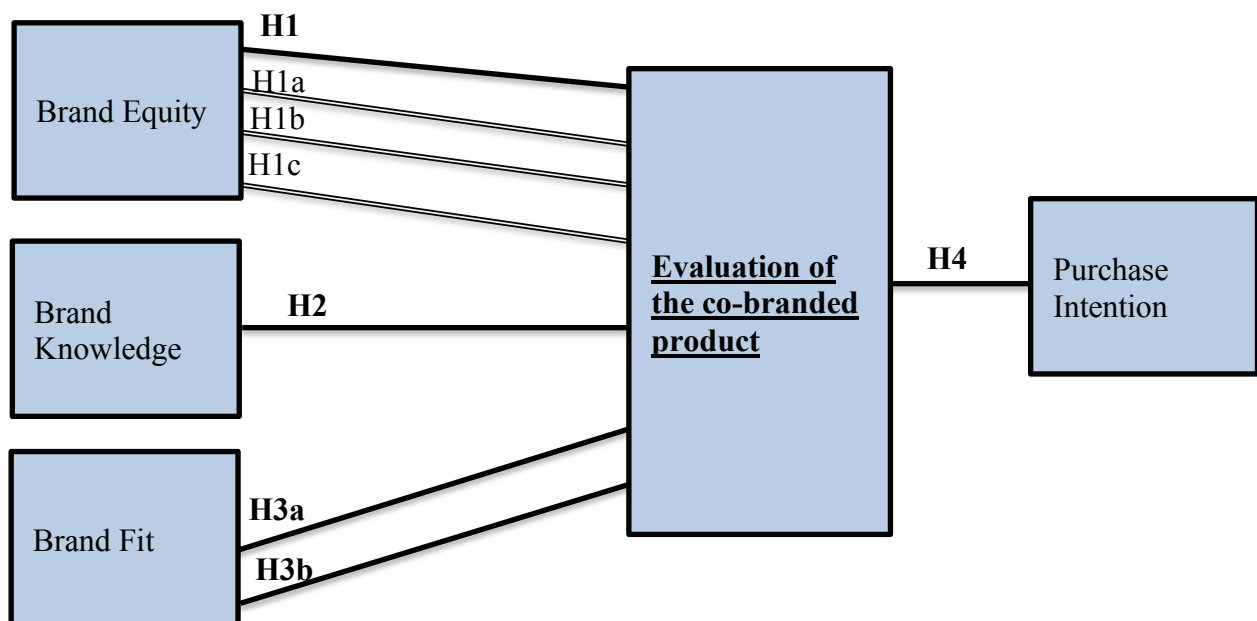 H1
H1a
Brand Equity
H1b
H1c
Evaluation of
the co-branded
product
H4
Purchase
Intention
H2
Brand
Knowledge
H3a
Brand Fit
H3b